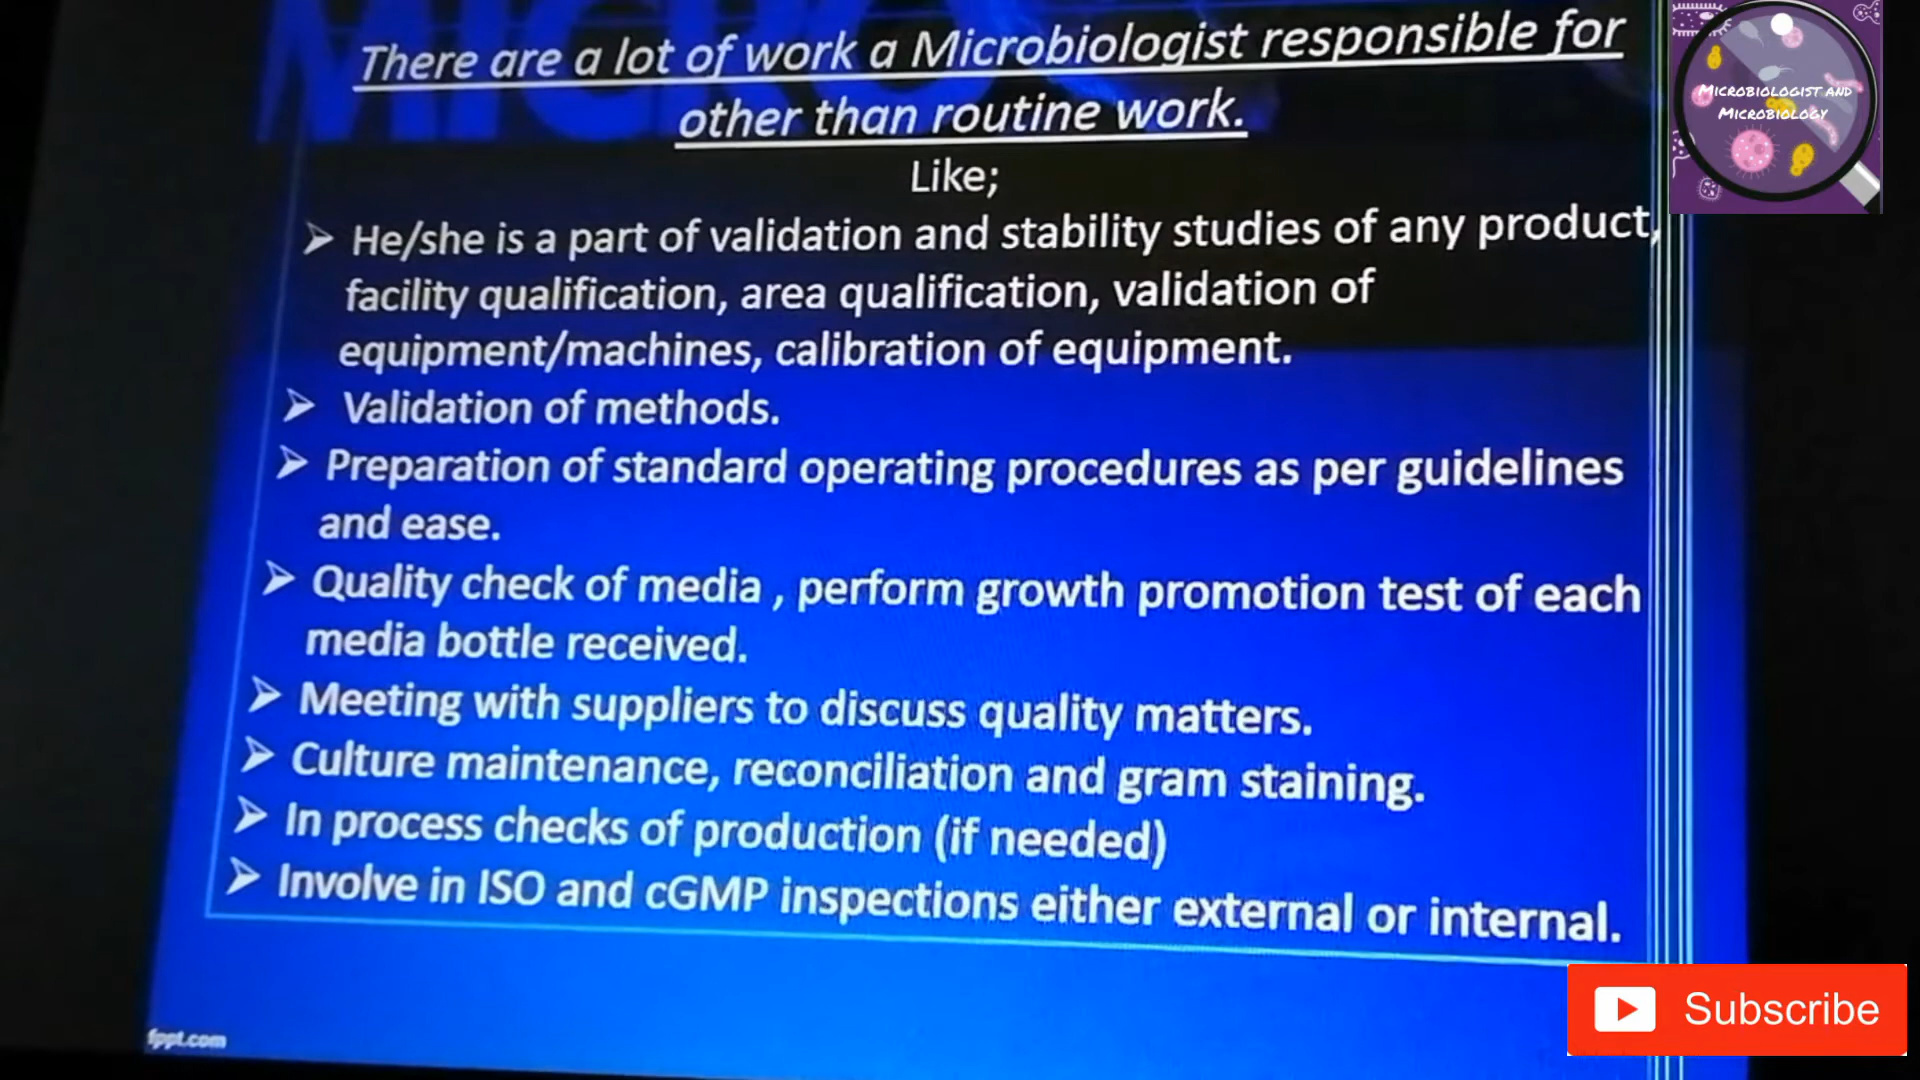 There are a lot of work a Microbiologist responsible for
other than routine work.
Like;
➢ He/she is a part of validation and stability studies of any product,
facility qualification, area qualification, validation of
equipment/machines, calibration of equipment.
➢ Validation of methods.
➢ Preparation of standard operating procedures as per guidelines
and ease.
➢ Quality check of media , perform growth promotion test of each
media bottle received.
➢ Meeting with suppliers to discuss quality matters.
➢ Culture maintenance, reconciliation and gram staining.
➢ In process checks of production (if needed)
➢ Involve in ISO and cGMP inspections either external or internal.
fppt.com
Microbiologist and
Microbiology
Subscribe